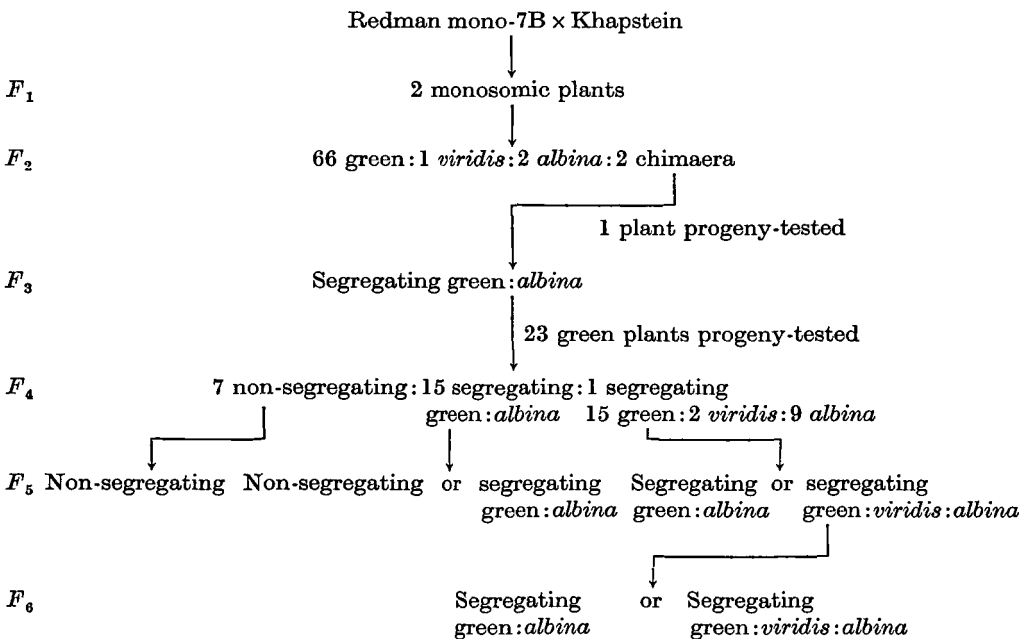 Redman mono-7B × Khapstein
F₁ 2 monosomic plants
F₂ 66 green : 1 viridis : 2 albina : 2 chimaera
1 plant progeny-tested
F₃ Segregating green : albina
23 green plants progeny-tested
F₄ 7 non-segregating : 15 segregating : 1 segregating
green : albina 15 green : 2 viridis : 9 albina
F₅ Non-segregating Non-segregating or segregating Segregating or segregating
green : albina green : albina green : viridis : albina
F₆ Segregating or Segregating
green : albina green : viridis : albina